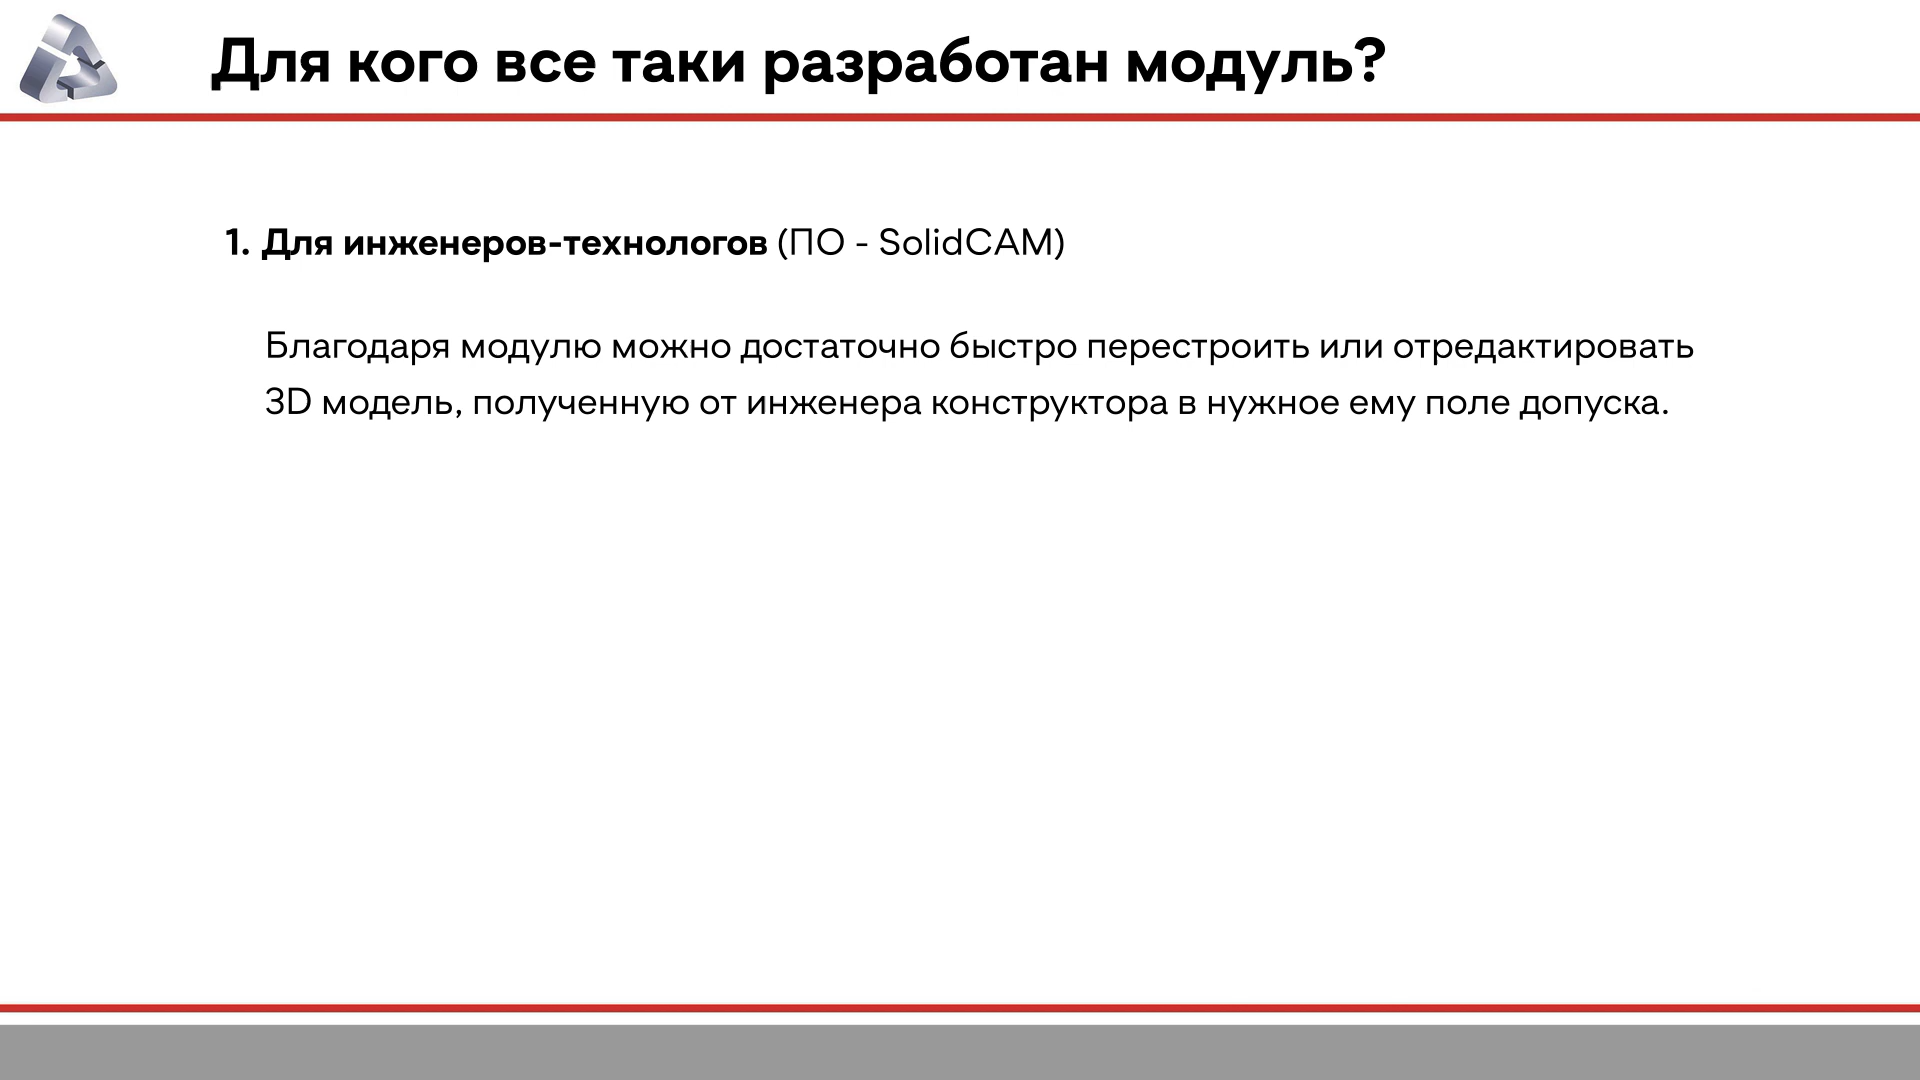 Для кого все таки разработан модуль?
1. Для инженеров-технологов (ПО - SolidCAM)
Благодаря модулю можно достаточно быстро перестроить или отредактировать
3D модель, полученную от инженера конструктора в нужное ему поле допуска.